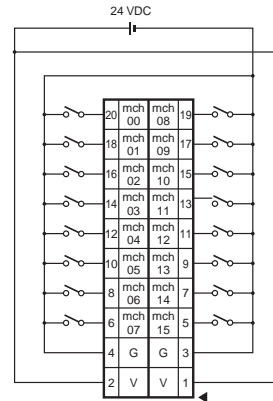 24 VDC
20 mch 00 mch 08 19
18 mch 01 mch 09 17
16 mch 02 mch 10 15
14 mch 03 mch 11 13
12 mch 04 mch 12 11
10 mch 05 mch 13 9
8 mch 06 mch 14 7
6 mch 07 mch 15 5
4 G G 3
2 V V 1